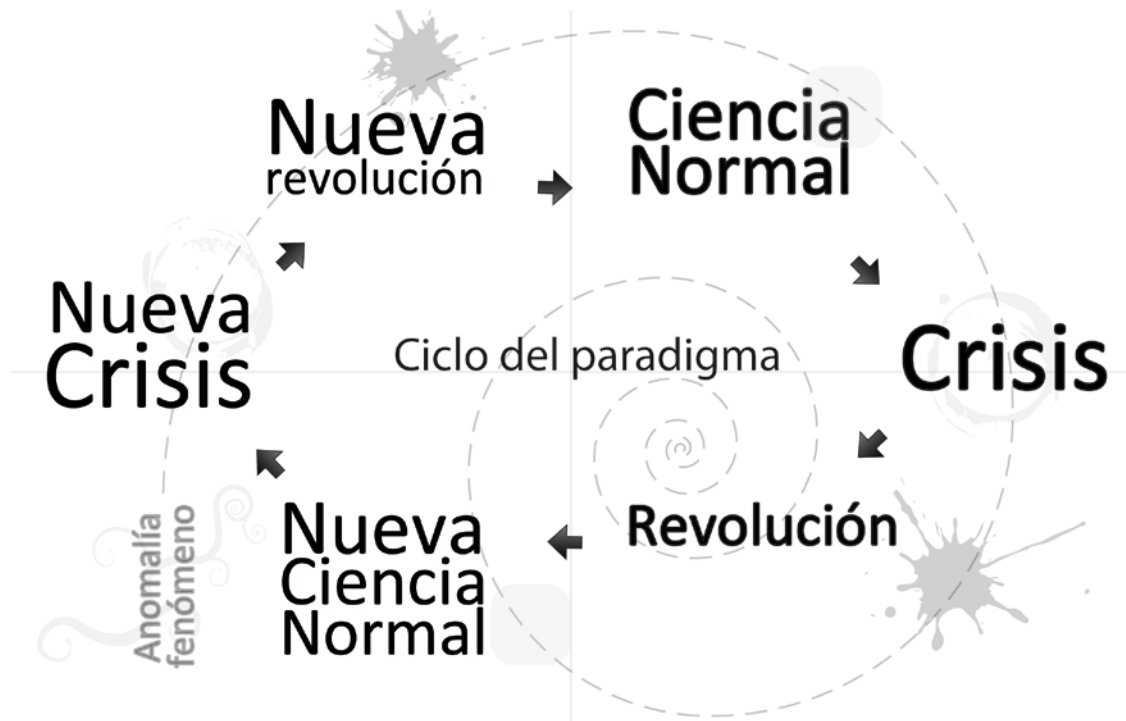 Nueva
revolución
Ciencia
Normal
Nueva
Crisis
Ciclo del paradigma
Crisis
Anomalía
fenómeno
Nueva
Ciencia
Normal
Revolución